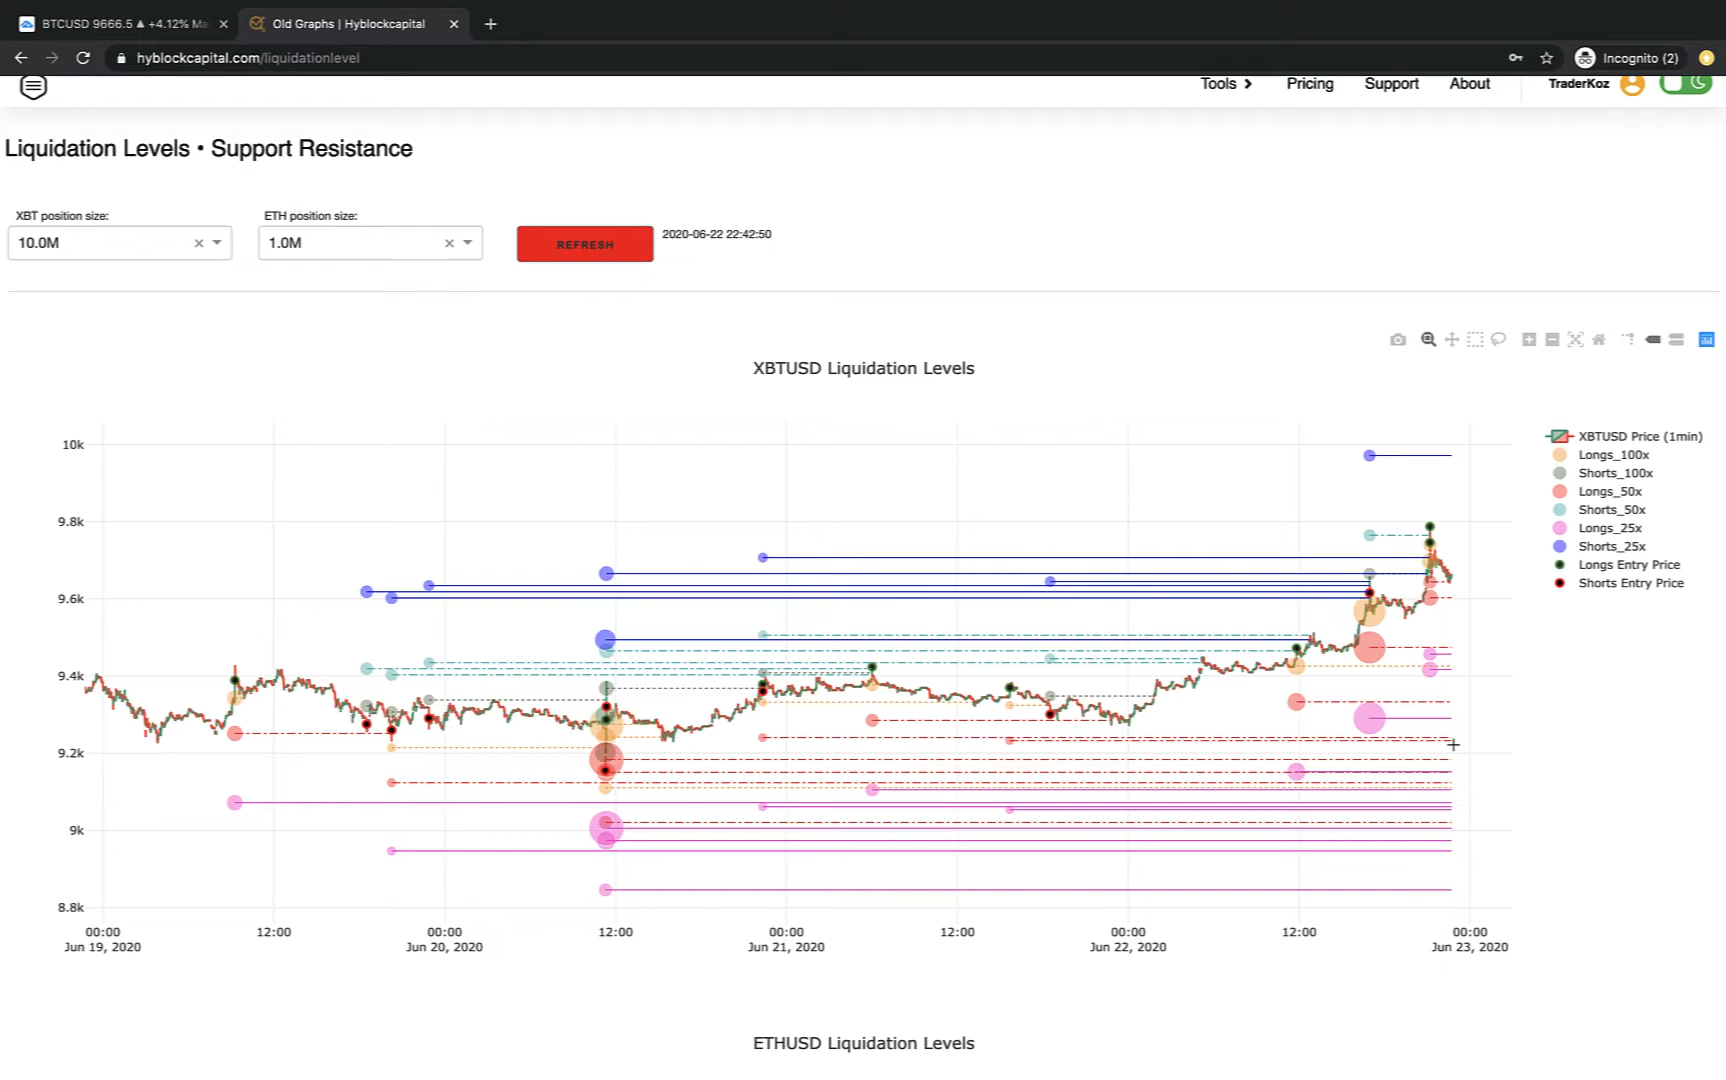 BTCUSD 9666.5 ▲ +4.12% Ma
Old Graphs | Hyblockcapital
hyblockcapital.com/liquidationlevel
Incognito (2)
Tools
Pricing
Support
About
TraderKoz
Liquidation Levels • Support Resistance
XBT position size:
ETH position size:
10.0M
1.0M
REFRESH
2020-06-22 22:42:50
XBTUSD Liquidation Levels
10k
9.8k
9.6k
9.4k
9.2k
9k
8.8k
XBTUSD Price (1min)
Longs_100x
Shorts_100x
Longs_50x
Shorts_50x
Longs_25x
Shorts_25x
Longs Entry Price
Shorts Entry Price
00:00
Jun 19, 2020
12:00
00:00
Jun 20, 2020
12:00
00:00
Jun 21, 2020
12:00
00:00
Jun 22, 2020
12:00
00:00
Jun 23, 2020
ETHUSD Liquidation Levels